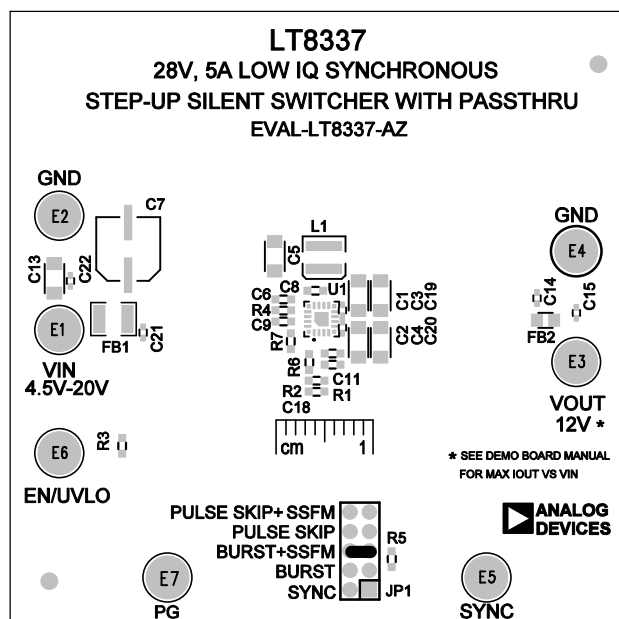 LT8337
28V, 5A LOW IQ SYNCHRONOUS
STEP-UP SILENT SWITCHER WITH PASSTHRU
EVAL-LT8337-AZ
GND
E2
C7
C13
C22
E1
FB1
C21
VIN
4.5V-20V
R3
E6
EN/UVLO
L1
C5
C8
U1
C6
R4
C9
R7
R6
C11
R2
R1
C18
C1
C3
C19
C2
C4
C20
cm 1
GND
E4
C14
C15
FB2
E3
VOUT
12V *
* SEE DEMO BOARD MANUAL
FOR MAX IOUT VS VIN
ANALOG
DEVICES
PULSE SKIP+ SSFM
PULSE SKIP
BURST+SSFM
BURST
SYNC
R5
JP1
E7
PG
E5
SYNC